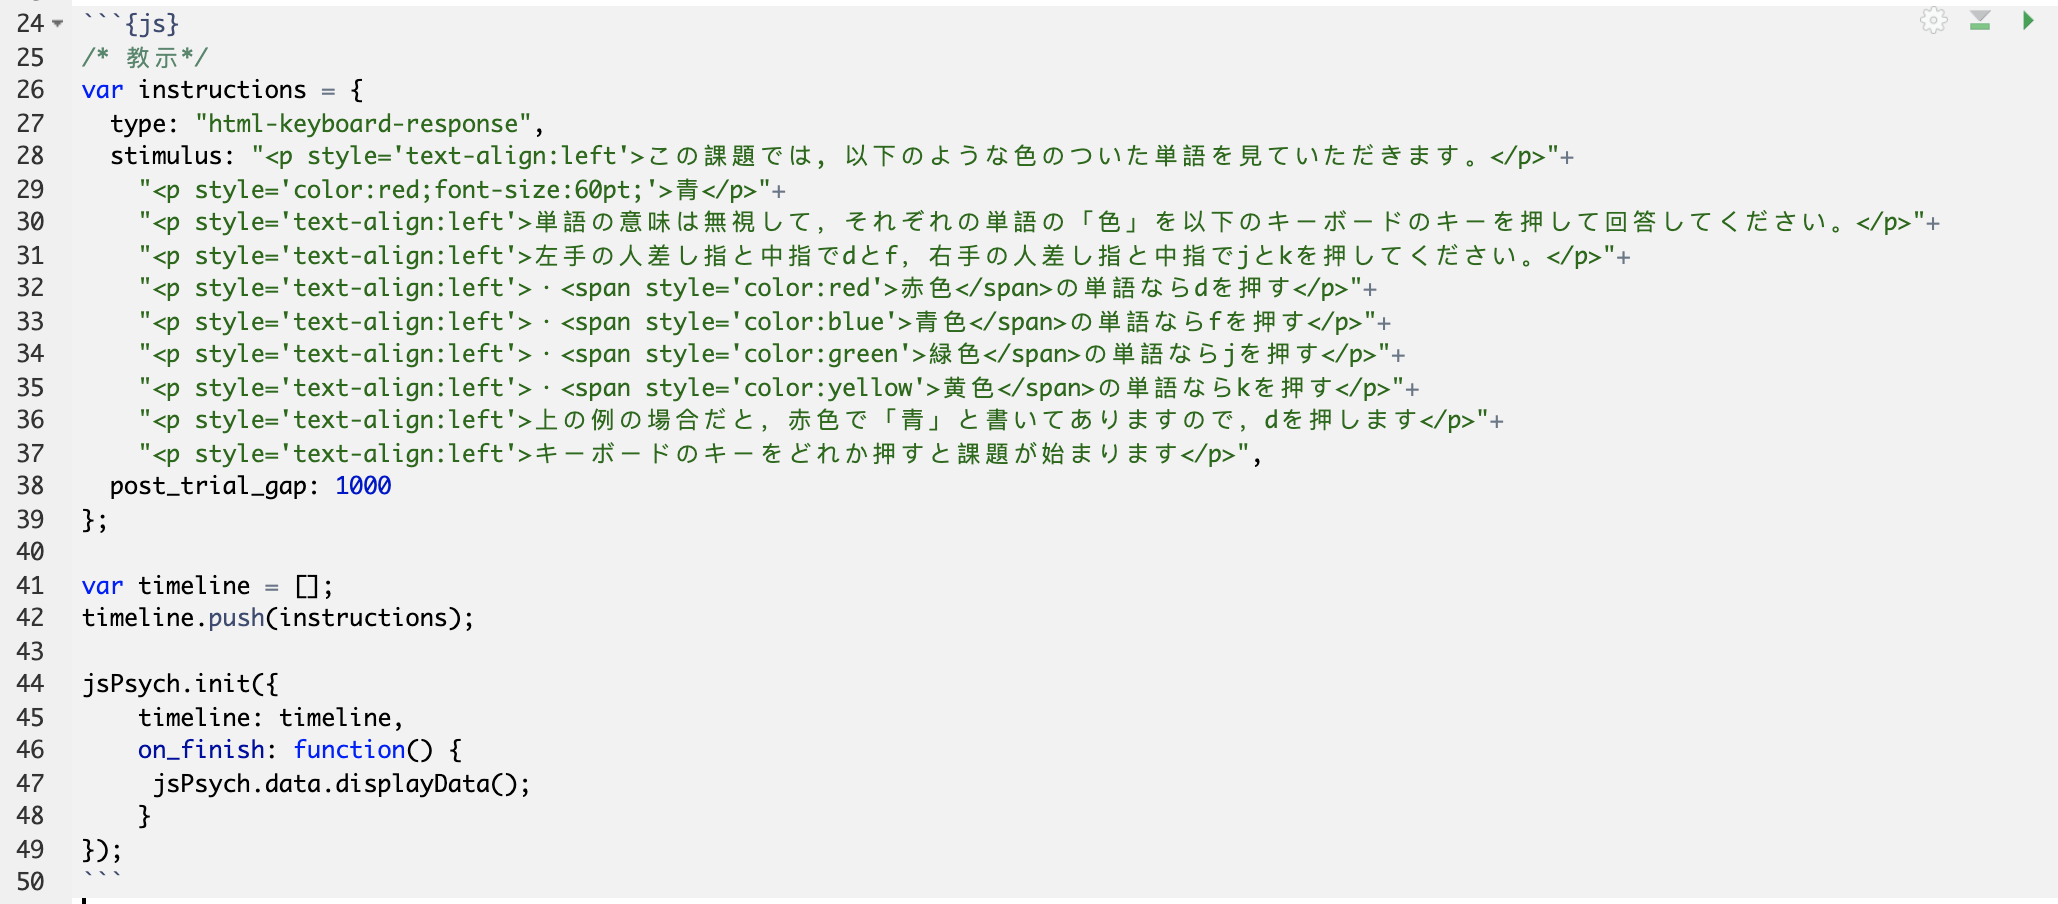 24 ```{js}
25 /* 教示*/
26 var instructions = {
27   type: "html-keyboard-response",
28   stimulus: "<p style='text-align:left'>この課題では，以下のような色のついた単語を見ていただきます。</p>"+
29     "<p style='color:red;font-size:60pt;'>青</p>"+
30     "<p style='text-align:left'>単語の意味は無視して，それぞれの単語の「色」を以下のキーボードのキーを押して回答してください。</p>"+
31     "<p style='text-align:left'>左手の人差し指と中指でdとf，右手の人差し指と中指でjとkを押してください。</p>"+
32     "<p style='text-align:left'>・<span style='color:red'>赤色</span>の単語ならdを押す</p>"+
33     "<p style='text-align:left'>・<span style='color:blue'>青色</span>の単語ならfを押す</p>"+
34     "<p style='text-align:left'>・<span style='color:green'>緑色</span>の単語ならjを押す</p>"+
35     "<p style='text-align:left'>・<span style='color:yellow'>黄色</span>の単語ならkを押す</p>"+
36     "<p style='text-align:left'>上の例の場合だと，赤色で「青」と書いてありますので，dを押します</p>"+
37     "<p style='text-align:left'>キーボードのキーをどれか押すと課題が始まります</p>",
38   post_trial_gap: 1000
39 };
40
41 var timeline = [];
42 timeline.push(instructions);
43
44 jsPsych.init({
45     timeline: timeline,
46     on_finish: function() {
47      jsPsych.data.displayData();
48     }
49 });
50 ```